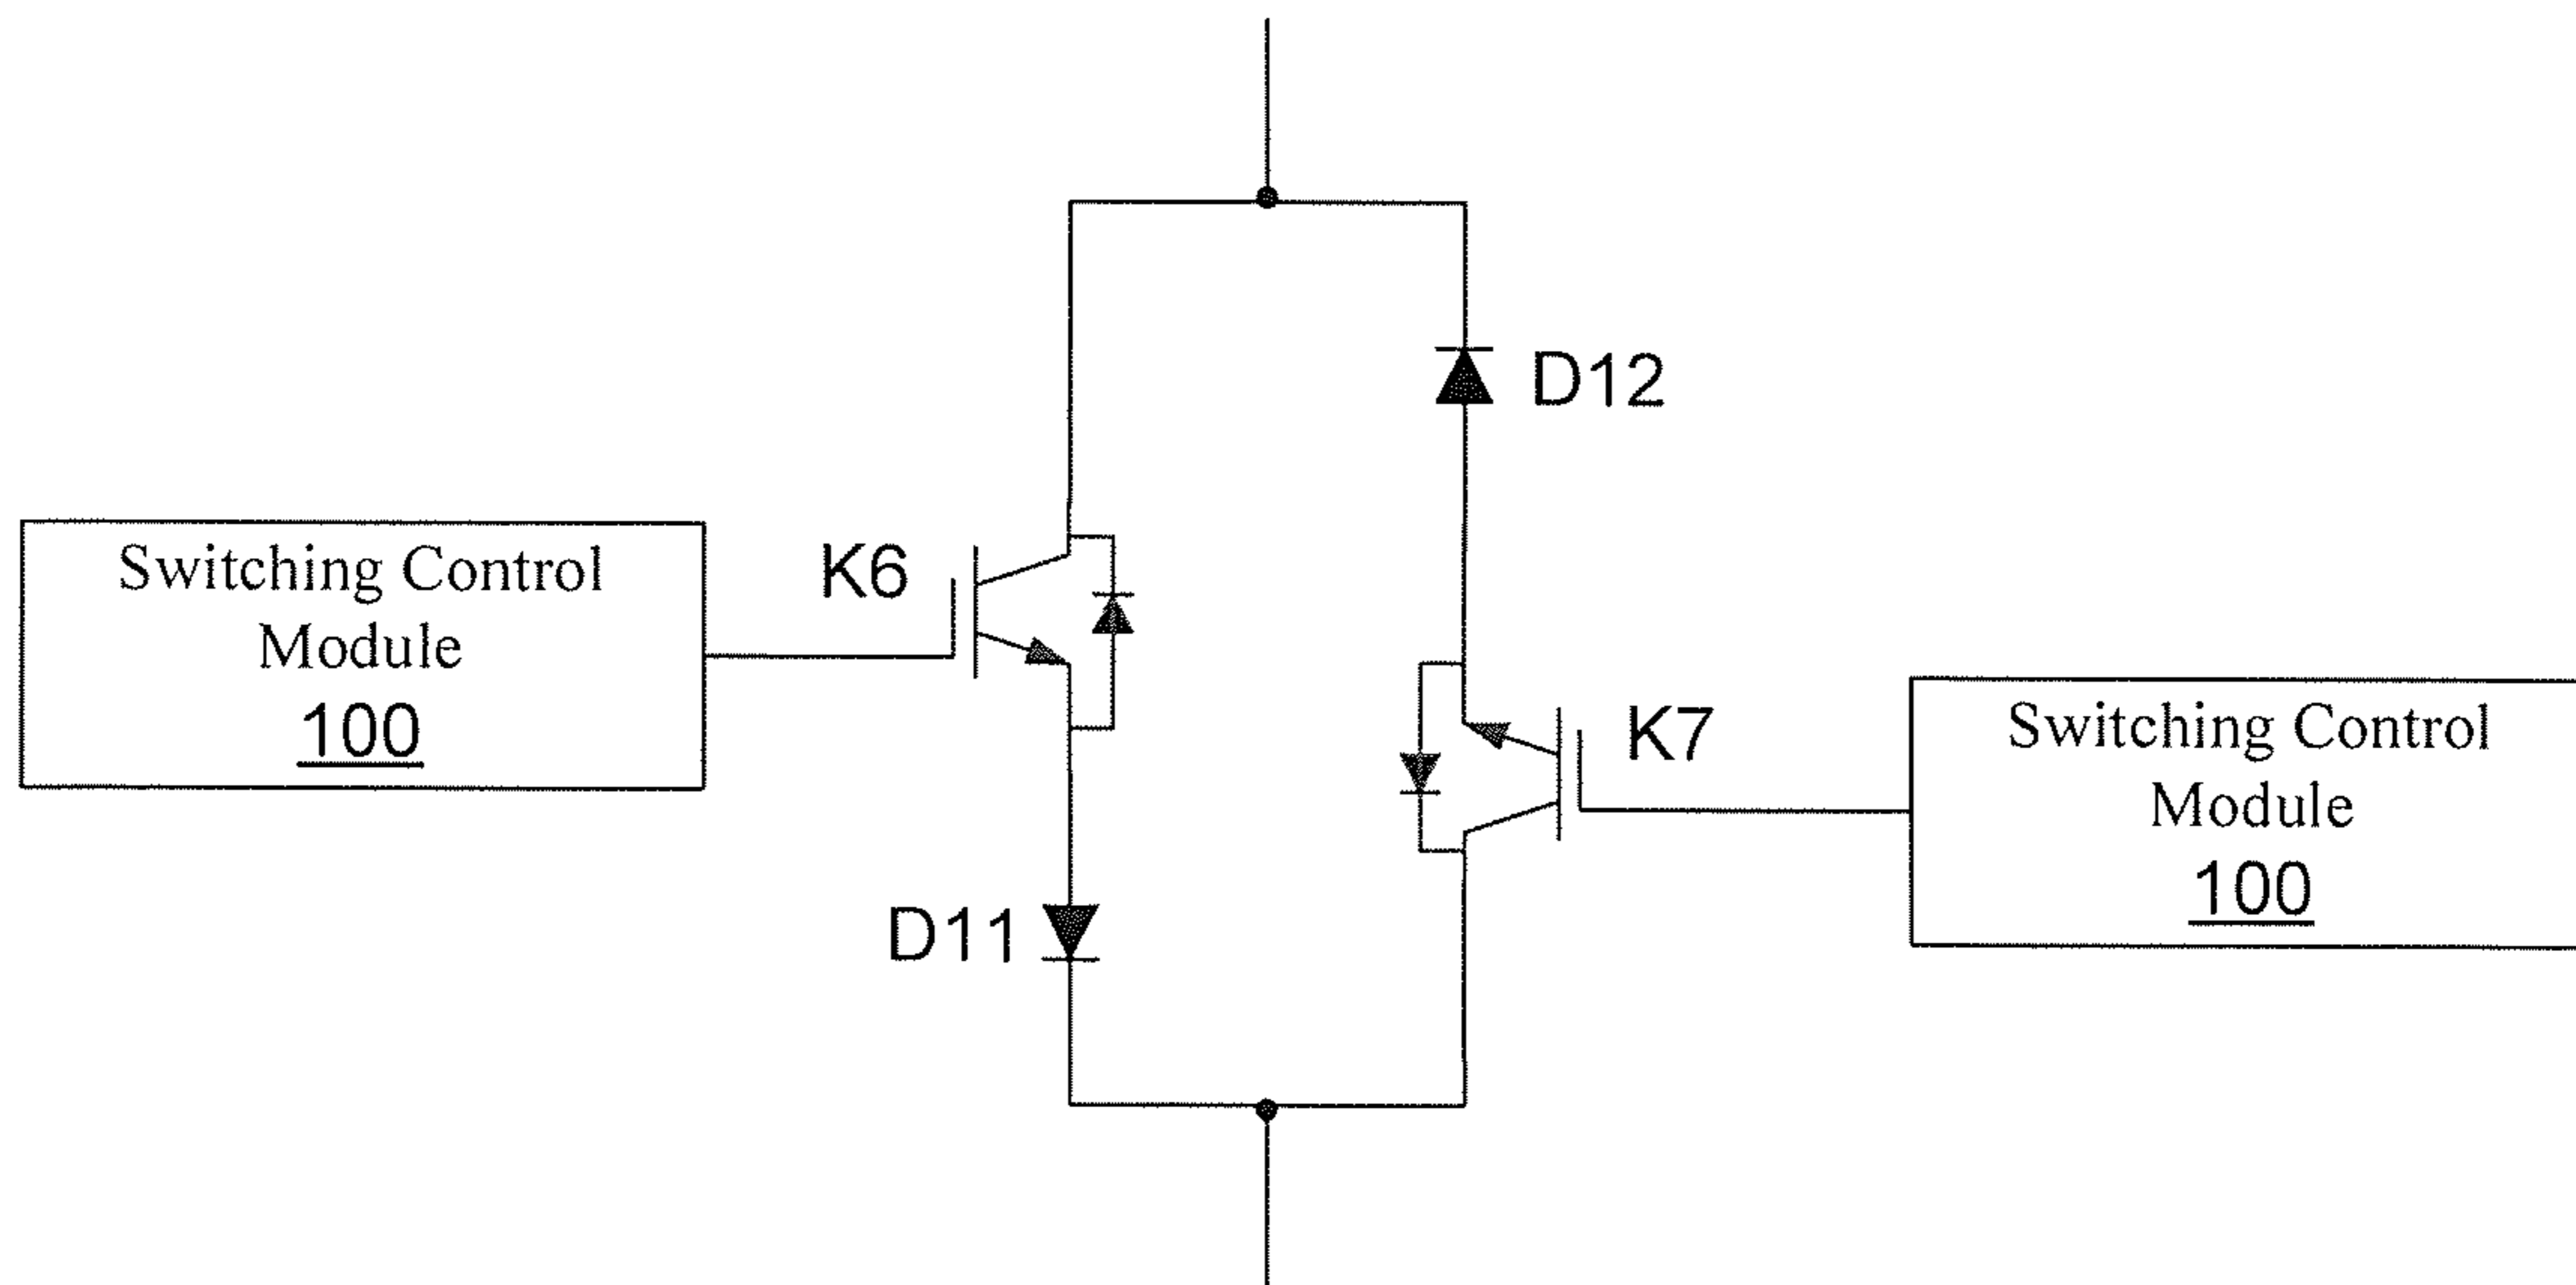 D12
Switching Control
Module
100
K6
K7
Switching Control
Module
100
D11